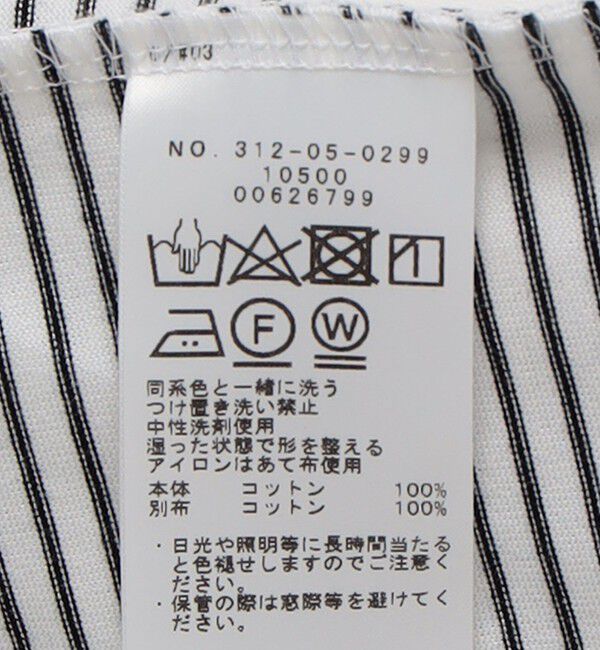 NO. 312-05-0299
10500
00626799
F W
同系色と一緒に洗う
つけ置き洗い禁止
中性洗剤使用
湿った状態で形を整える
アイロンはあて布使用
本体 コットン 100%
別布 コットン 100%
・日光や照明等に長時間当たる
と色褪せしますのでご注意く
ださい。
・保管の際は窓際等を避けてく
ださい。